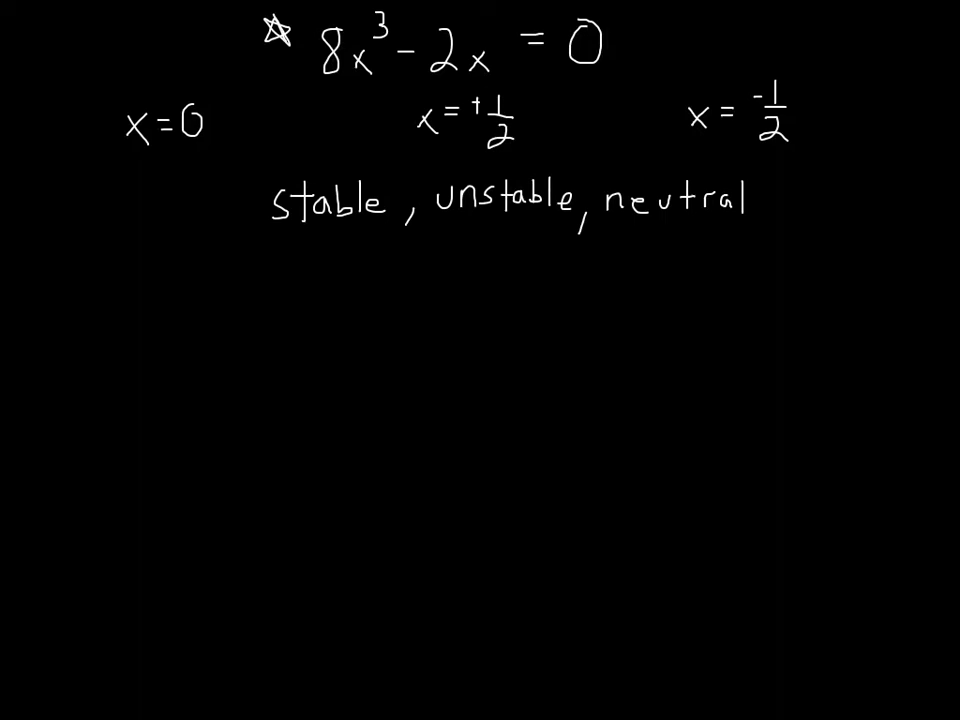 ☆ 8x³ - 2x = 0
x = 0 x = +1/2 x = -1/2
stable, unstable, neutral